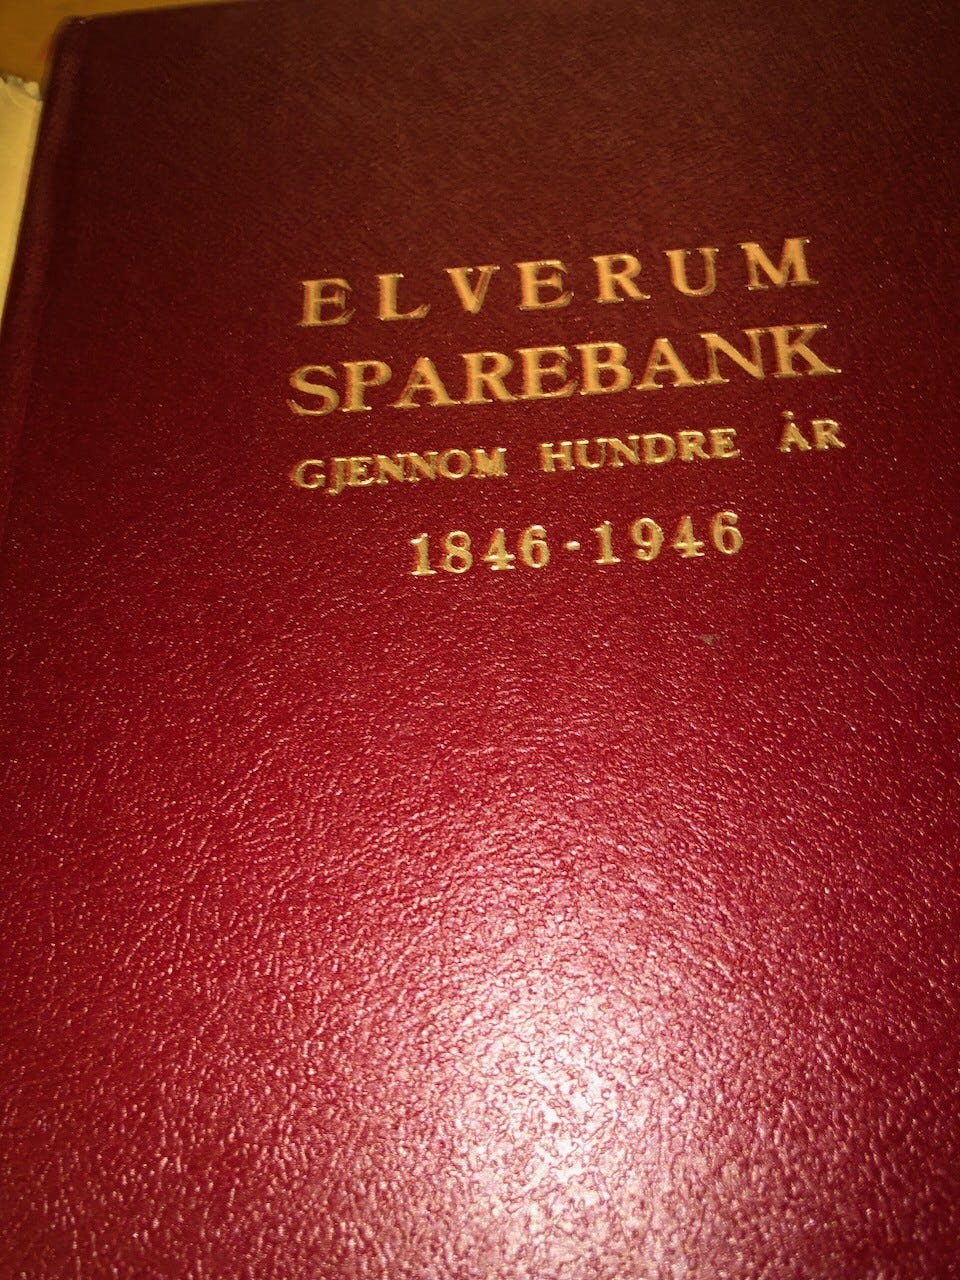 ELVERUM
SPAREBANK
GJENNOM HUNDRE ÅR
1846-1946